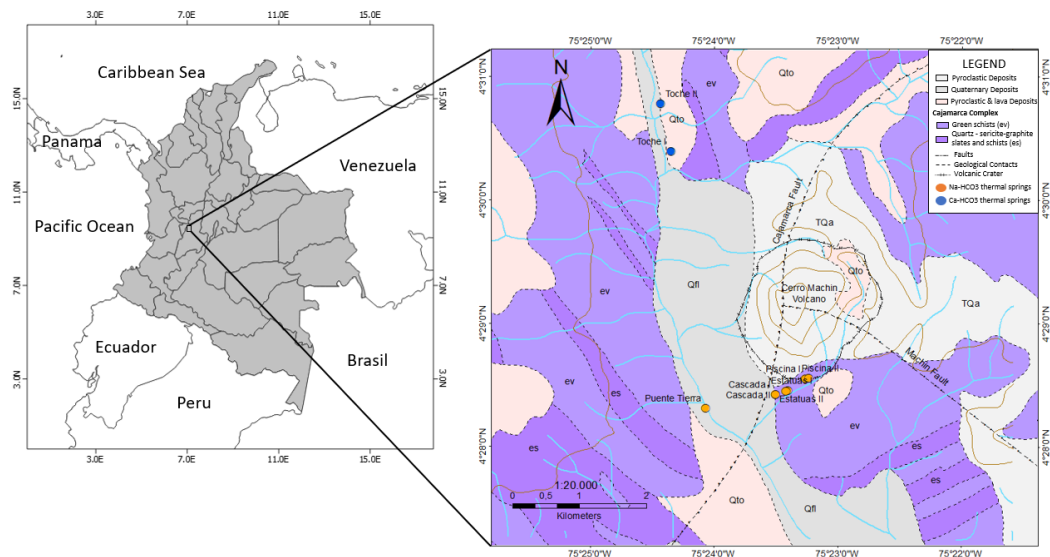 3.0E 7.0E 11.0E 15.0E
15.0N
11.0N
7.0N
3.0N
15.0N
11.0N
7.0N
3.0N
3.0E 7.0E 11.0E 15.0E
Caribbean Sea
Panama
Venezuela
Pacific Ocean
Ecuador
Brasil
Peru
75°25'0"W 75°24'0"W 75°23'0"W 75°22'0"W
4°31'0"N
4°30'0"N
4°29'0"N
4°28'0"N
4°31'0"N
4°30'0"N
4°29'0"N
4°28'0"N
75°25'0"W 75°24'0"W 75°23'0"W 75°22'0"W
N
ev
Qto
Toche II
Qto
Toche I
Cajamarca Fault
TQa
Qto
Cerro Machin
Volcano
Qfl
ev
TQa
Machin Fault
Piscina I
Piscina II
Estatuas I
Cascada I
Cascada II
Estatuas II
Qto
Puente Tierra
ev
es
ev
es
es
es
Qto
Qfl
1:20.000
0 0,5 1 2
Kilometers
LEGEND
Pyroclastic Deposits
Quaternary Deposits
Pyroclastic & lava Deposits
Cajamarca Complex
Green schists (ev)
Quartz - sericite-graphite
slates and schists (es)
Faults
Geological Contacts
Volcanic Crater
Na-HCO3 thermal springs
Ca-HCO3 thermal springs